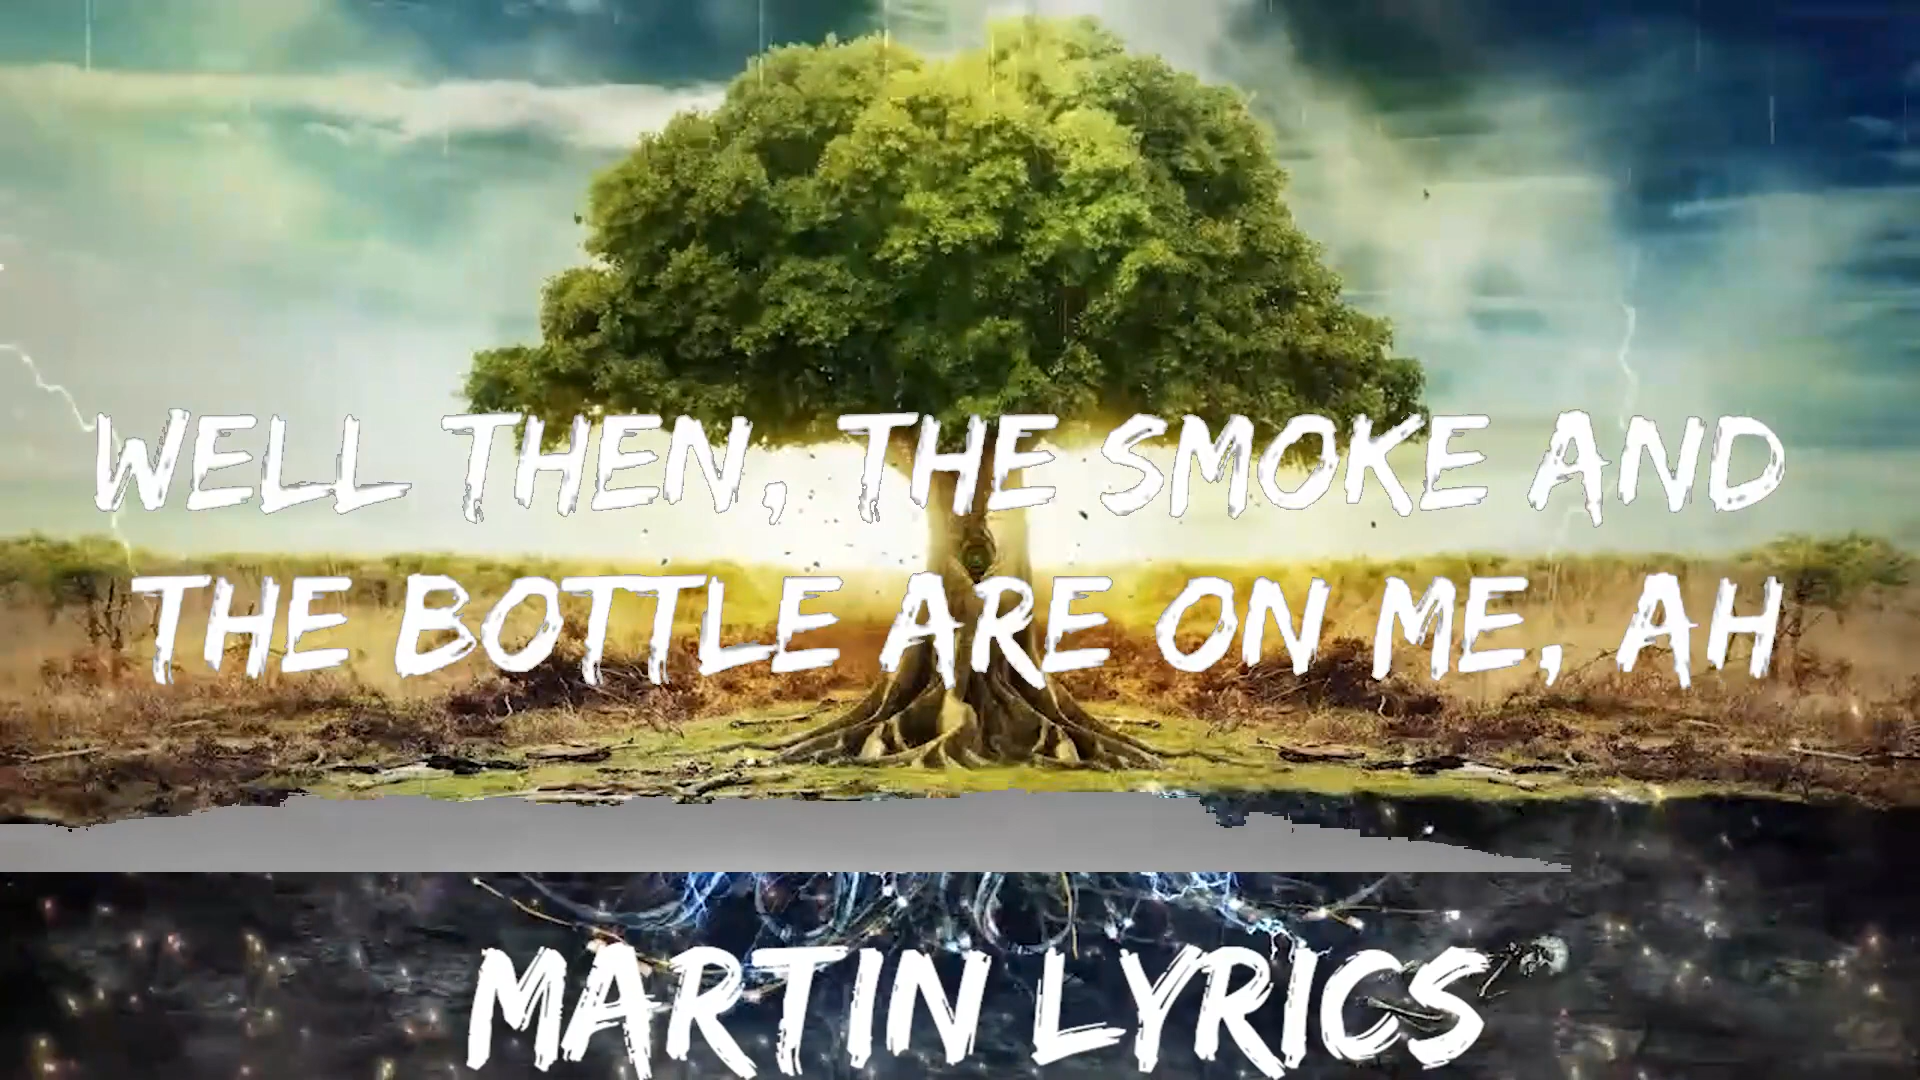 WELL THEN, THE SMOKE AND
THE BOTTLE ARE ON ME, AH
MARTIN LYRICS